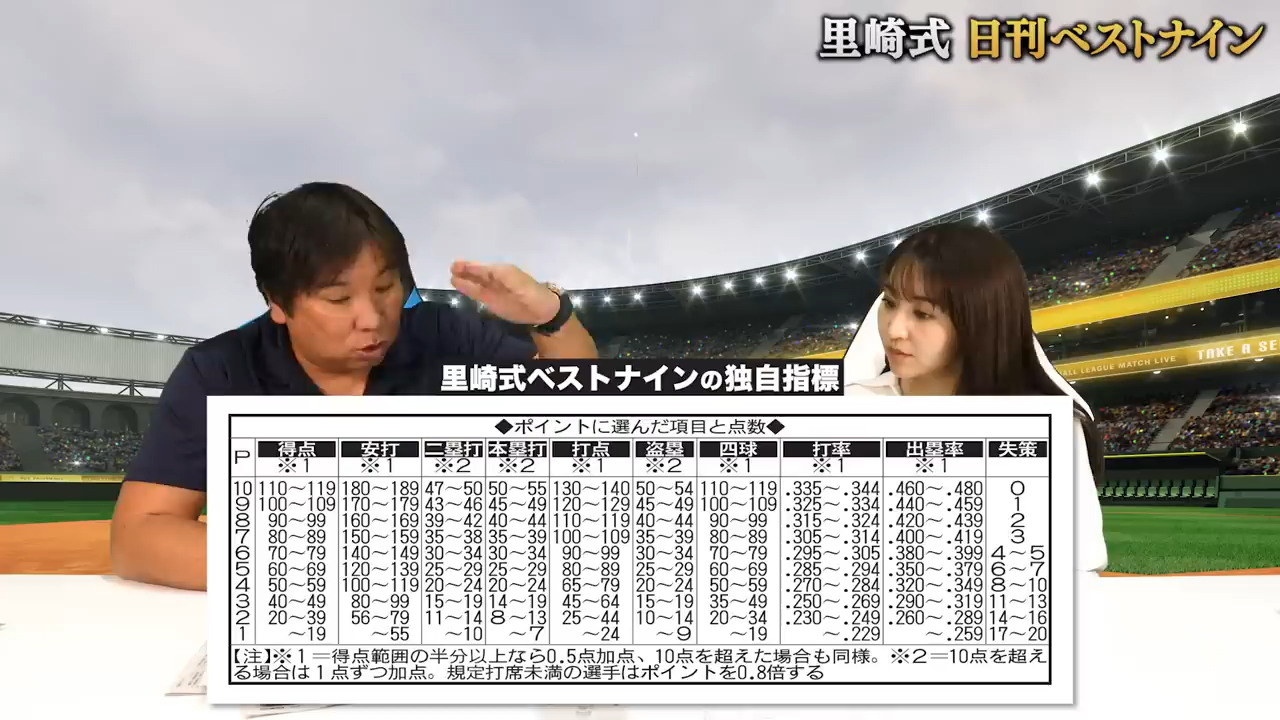 里崎式 日刊ベストナイン
TAKE A SE
ALL LEAGUE MATCH LIVE
里崎式ベストナインの独自指標
◆ポイントに選んだ項目と点数◆
P 得点※1 安打※1 二塁打※2 本塁打※2 打点※1 盗塁※2 四球※1 打率※1 出塁率※1 失策
10 110〜119 180〜189 47〜50 50〜55 130〜140 50〜54 110〜119 .335〜.344 .460〜.480 0
9 100〜109 170〜179 43〜46 45〜49 120〜129 45〜49 100〜109 .325〜.334 .440〜.459 1
8 90〜99 160〜169 39〜42 40〜44 110〜119 40〜44 90〜99 .315〜.324 .420〜.439 2
7 80〜89 150〜159 35〜38 35〜39 100〜109 35〜39 80〜89 .305〜.314 .400〜.419 3
6 70〜79 140〜149 30〜34 30〜34 90〜99 30〜34 70〜79 .295〜.305 .380〜.399 4〜5
5 60〜69 120〜139 25〜29 25〜29 80〜89 25〜29 60〜69 .285〜.294 .350〜.379 6〜7
4 50〜59 100〜119 20〜24 20〜24 65〜79 20〜24 50〜59 .270〜.284 .320〜.349 8〜10
3 40〜49 80〜99 15〜19 14〜19 45〜64 15〜19 35〜49 .250〜.269 .290〜.319 11〜13
2 20〜39 56〜79 11〜14 8〜13 25〜44 10〜14 20〜34 .230〜.249 .260〜.289 14〜16
1 〜19 〜55 〜10 〜7 〜24 〜9 〜19 〜.229 〜.259 17〜20
【注】※1＝得点範囲の半分以上なら0.5点加点、10点を超えた場合も同様。※2＝10点を超え
る場合は1点ずつ加点。規定打席未満の選手はポイントを0.8倍する